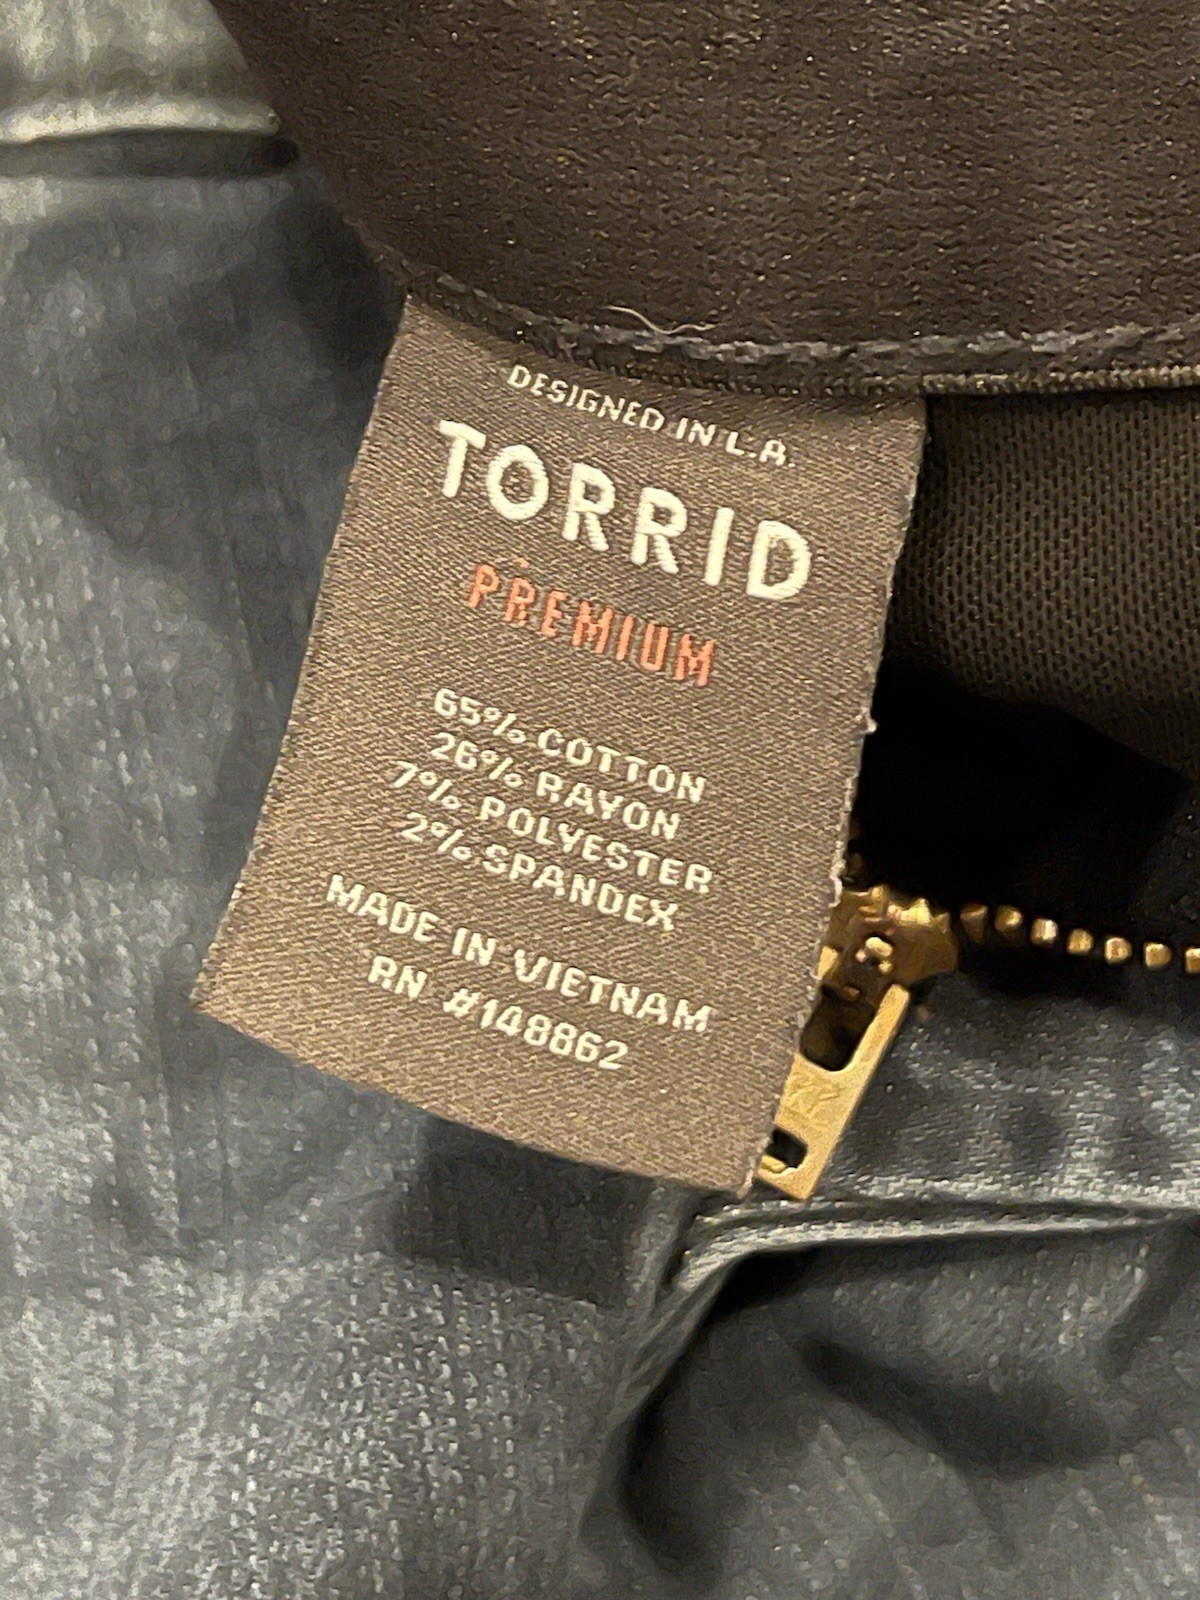 DESIGNED IN L.A.
TORRID
PREMIUM
65% COTTON
26% RAYON
7% POLYESTER
2% SPANDEX
MADE IN VIETNAM
RN #148862